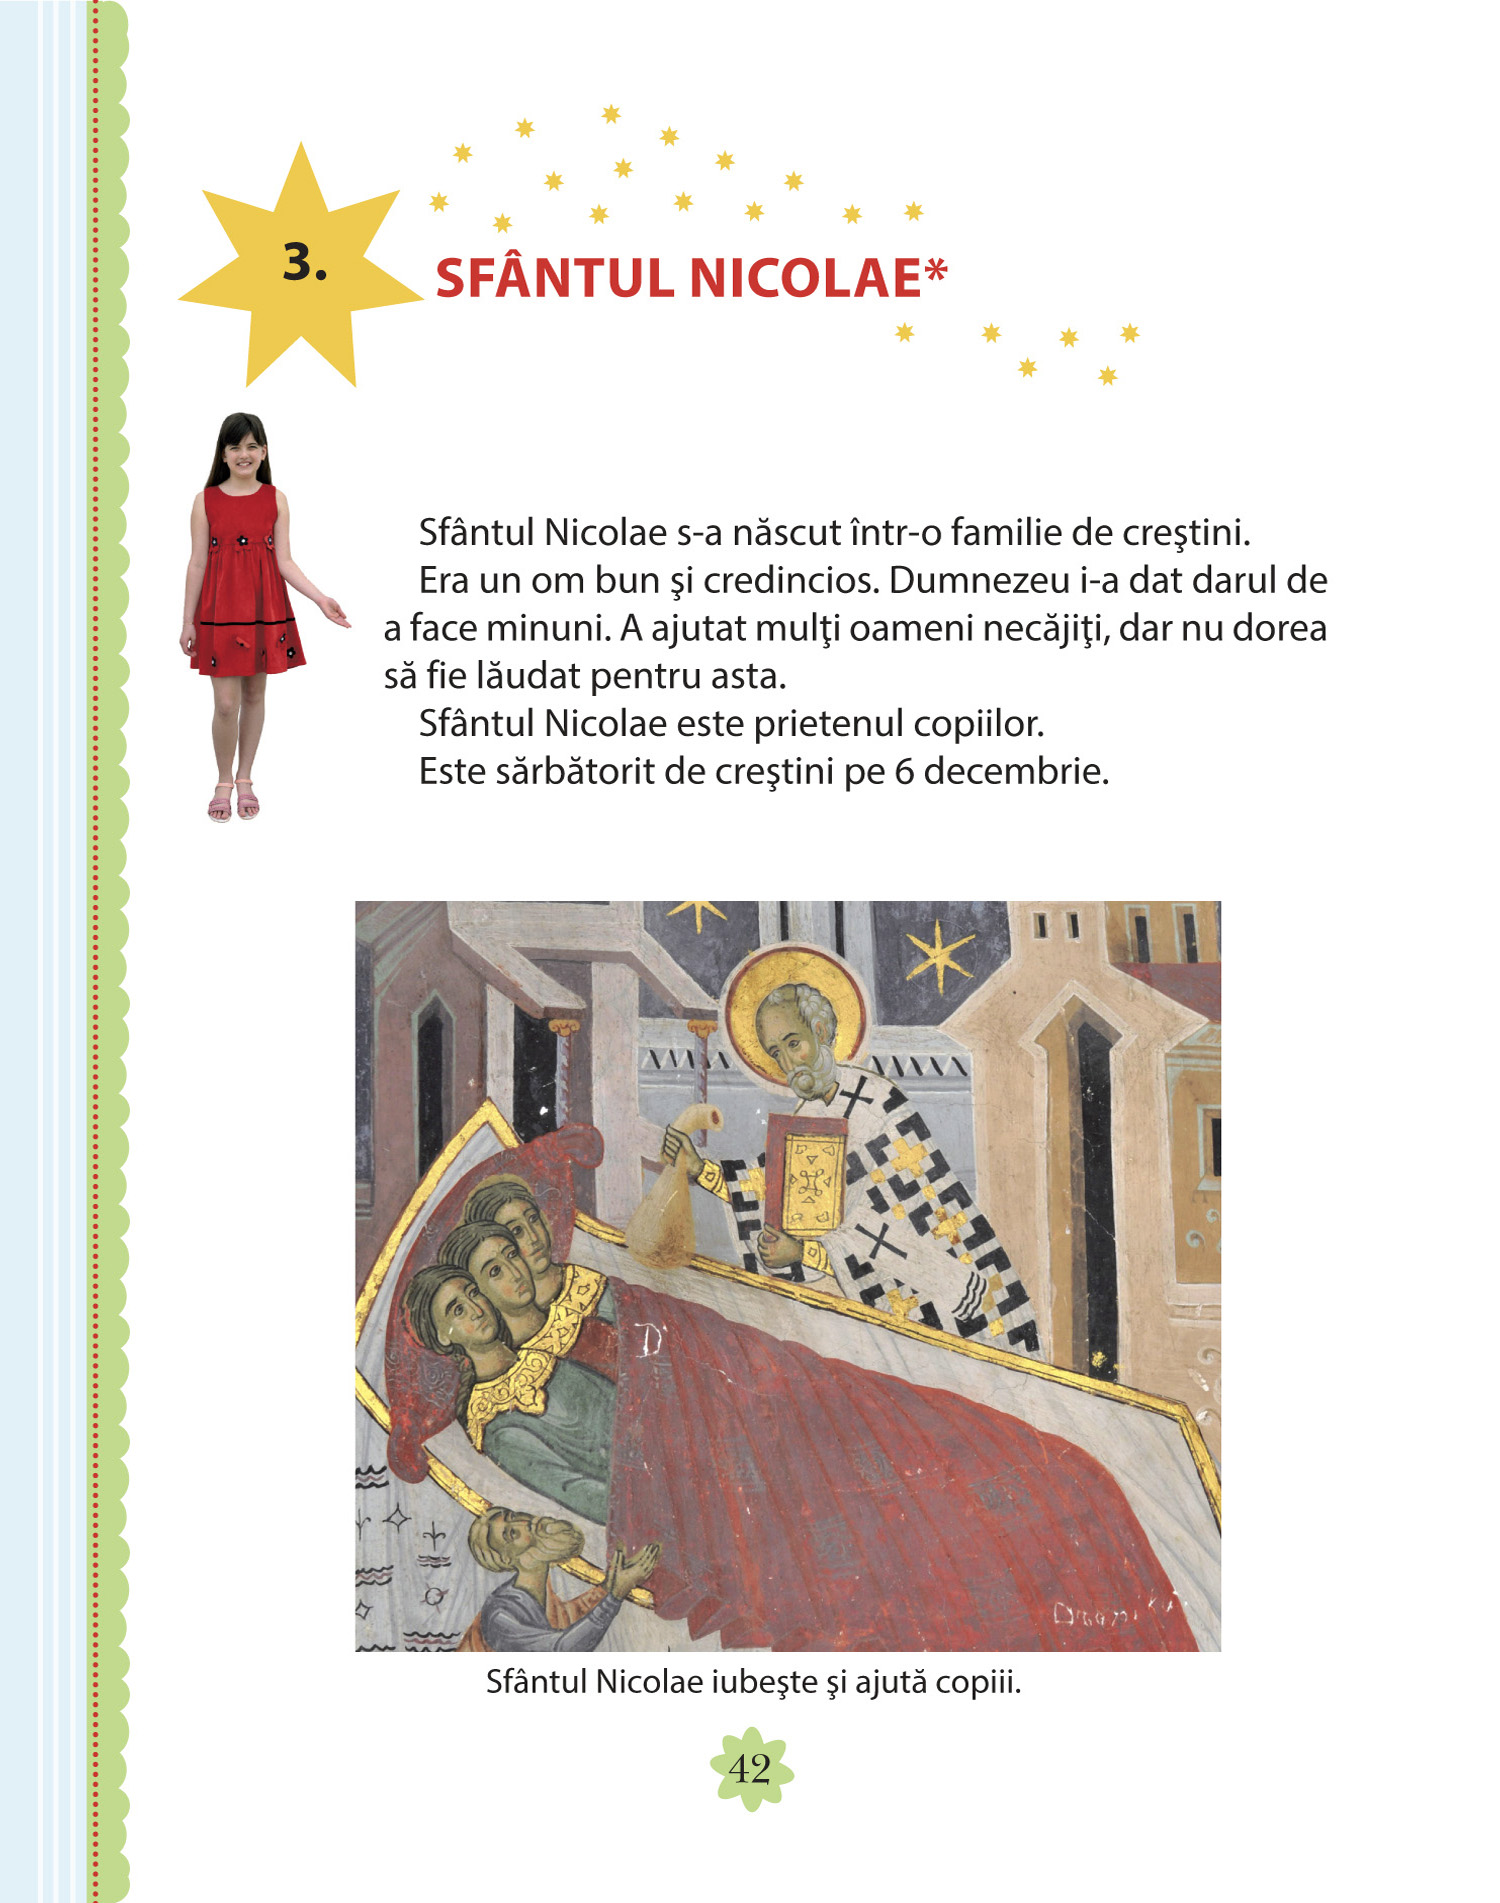 3.
SFÂNTUL NICOLAE*
Sfântul Nicolae s-a născut într-o familie de creştini.
Era un om bun şi credincios. Dumnezeu i-a dat darul de
a face minuni. A ajutat mulţi oameni necăjiţi, dar nu dorea
să fie lăudat pentru asta.
Sfântul Nicolae este prietenul copiilor.
Este sărbătorit de creştini pe 6 decembrie.
D
Sfântul Nicolae iubeşte şi ajută copiii.
42